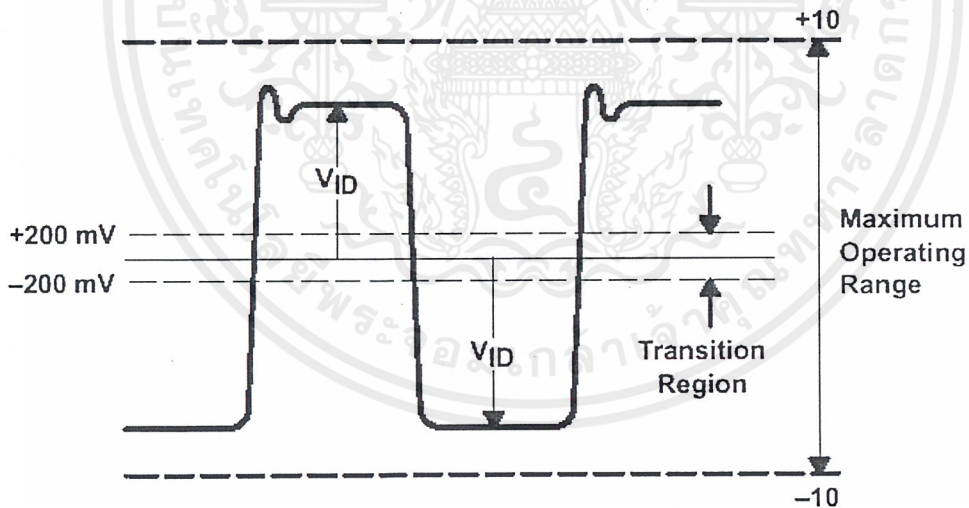 +10
VID
+200 mV
–200 mV
Maximum
Operating
Range
VID
Transition
Region
–10